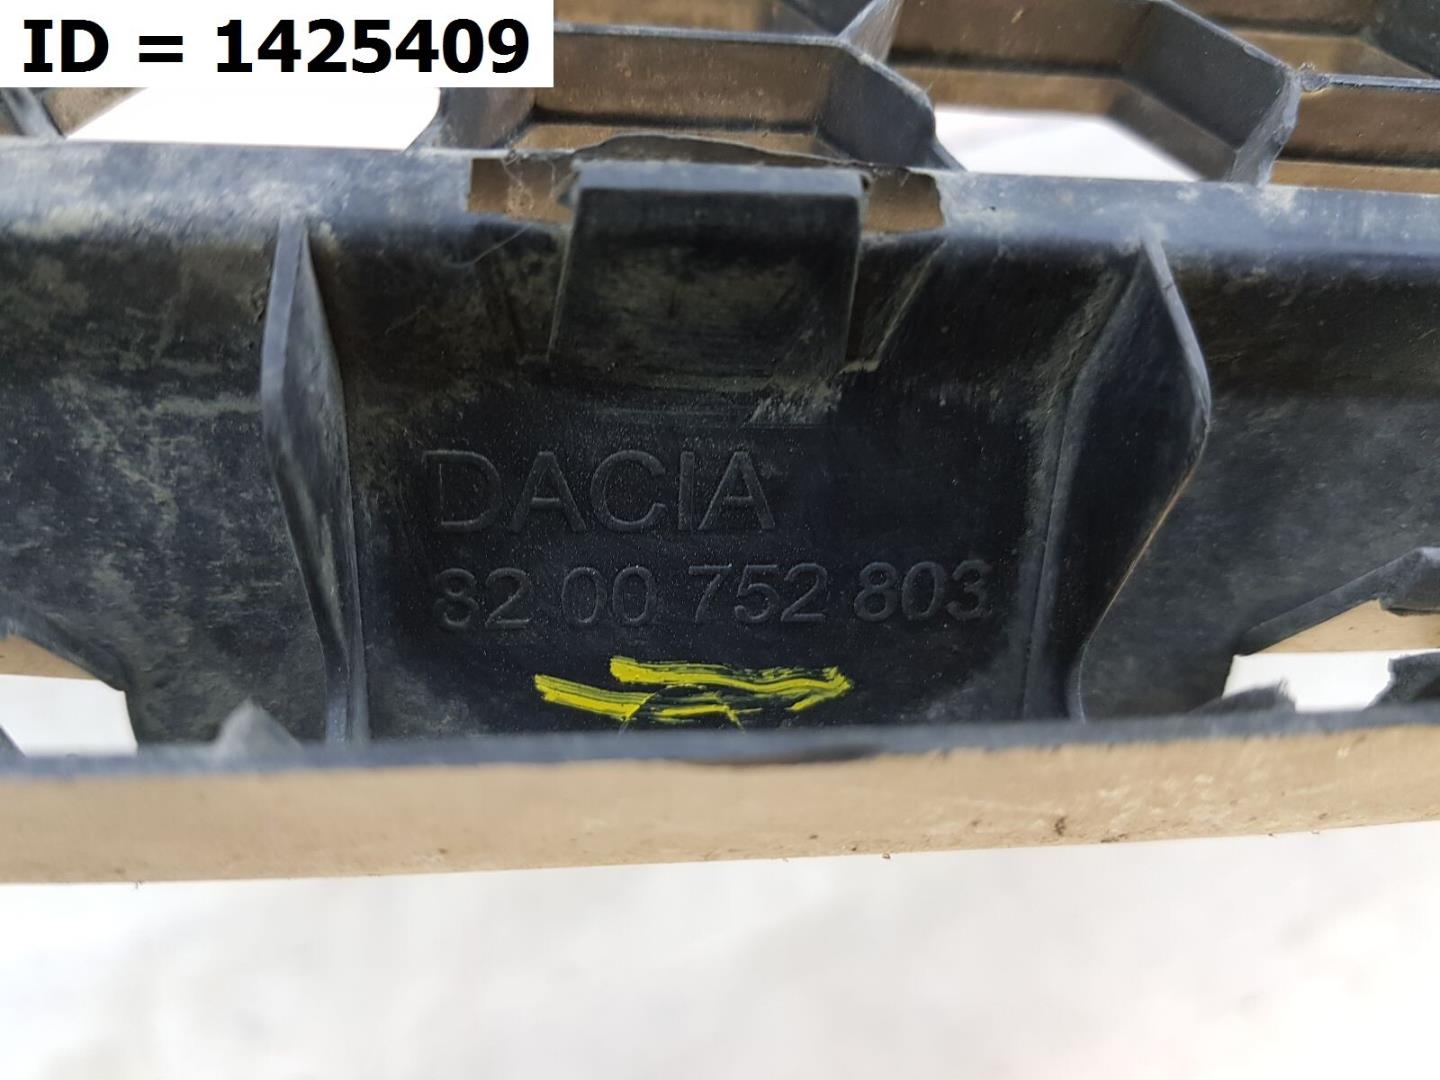 ID = 1425409
DACIA
82 00 752 803